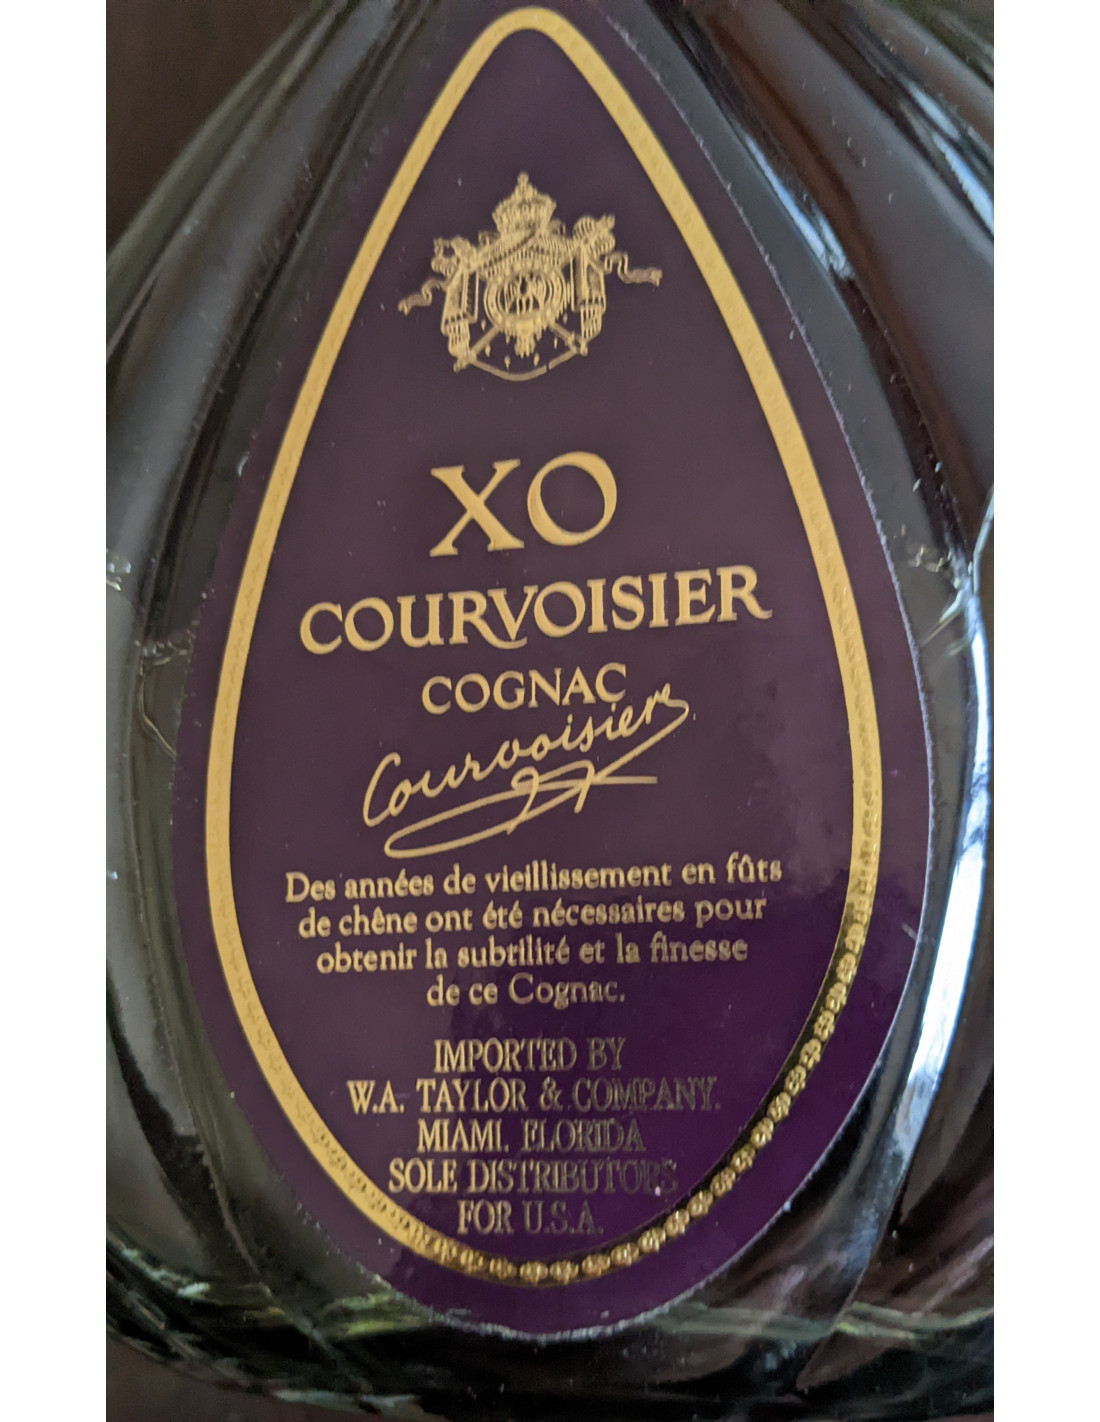 XO
COURVOISIER
COGNAC
Courvoisier
Des années de vieillissement en fûts
de chêne ont été nécessaires pour
obtenir la subtilité et la finesse
de ce Cognac.
IMPORTED BY
W.A. TAYLOR & COMPANY.
MIAMI, FLORIDA
SOLE DISTRIBUTORS
FOR U.S.A.